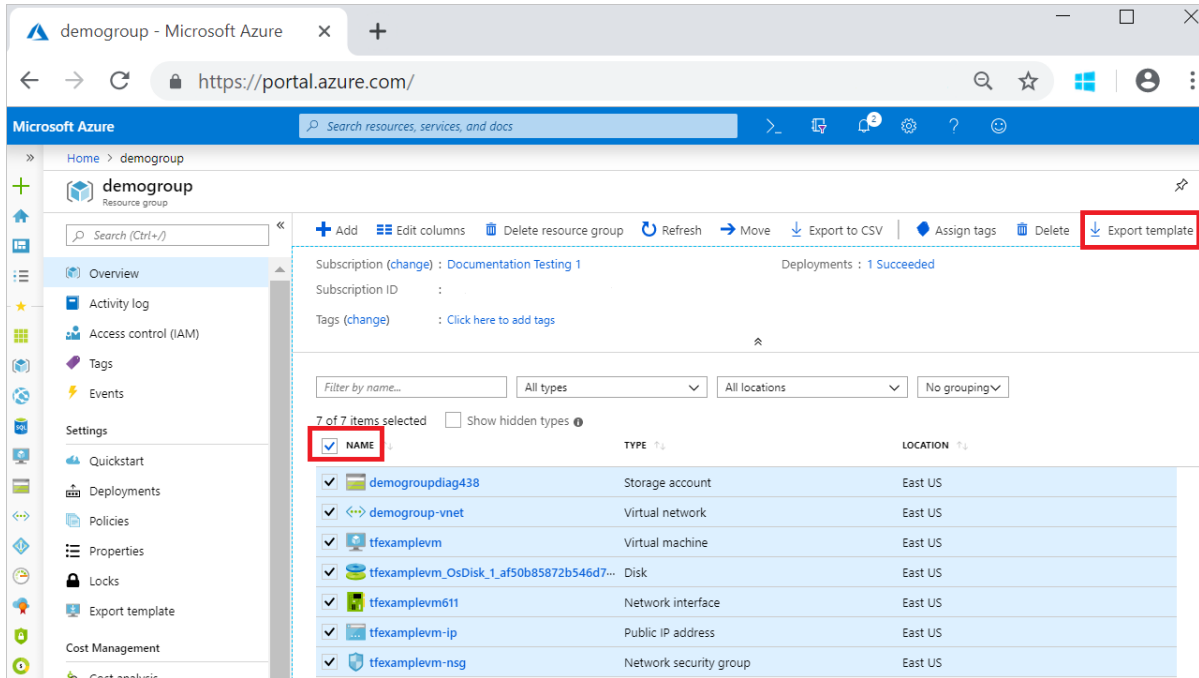 demogroup - Microsoft Azure
https://portal.azure.com/
Microsoft Azure
Search resources, services, and docs
2
Home > demogroup
demogroup
Resource group
Search (Ctrl+/)
Overview
Activity log
Access control (IAM)
Tags
Events
Settings
Quickstart
Deployments
Policies
Properties
Locks
Export template
Cost Management
Cost analysis
Add Edit columns Delete resource group Refresh Move Export to CSV Assign tags Delete Export template
Subscription (change) : Documentation Testing 1 Deployments : 1 Succeeded
Subscription ID :
Tags (change) : Click here to add tags
Filter by name... All types All locations No grouping
7 of 7 items selected Show hidden types
NAME TYPE LOCATION
demogroupdiag438 Storage account East US
demogroup-vnet Virtual network East US
tfexamplevm Virtual machine East US
tfexamplevm_OsDisk_1_af50b85872b546d7··· Disk East US
tfexamplevm611 Network interface East US
tfexamplevm-ip Public IP address East US
tfexamplevm-nsg Network security group East US
SQL